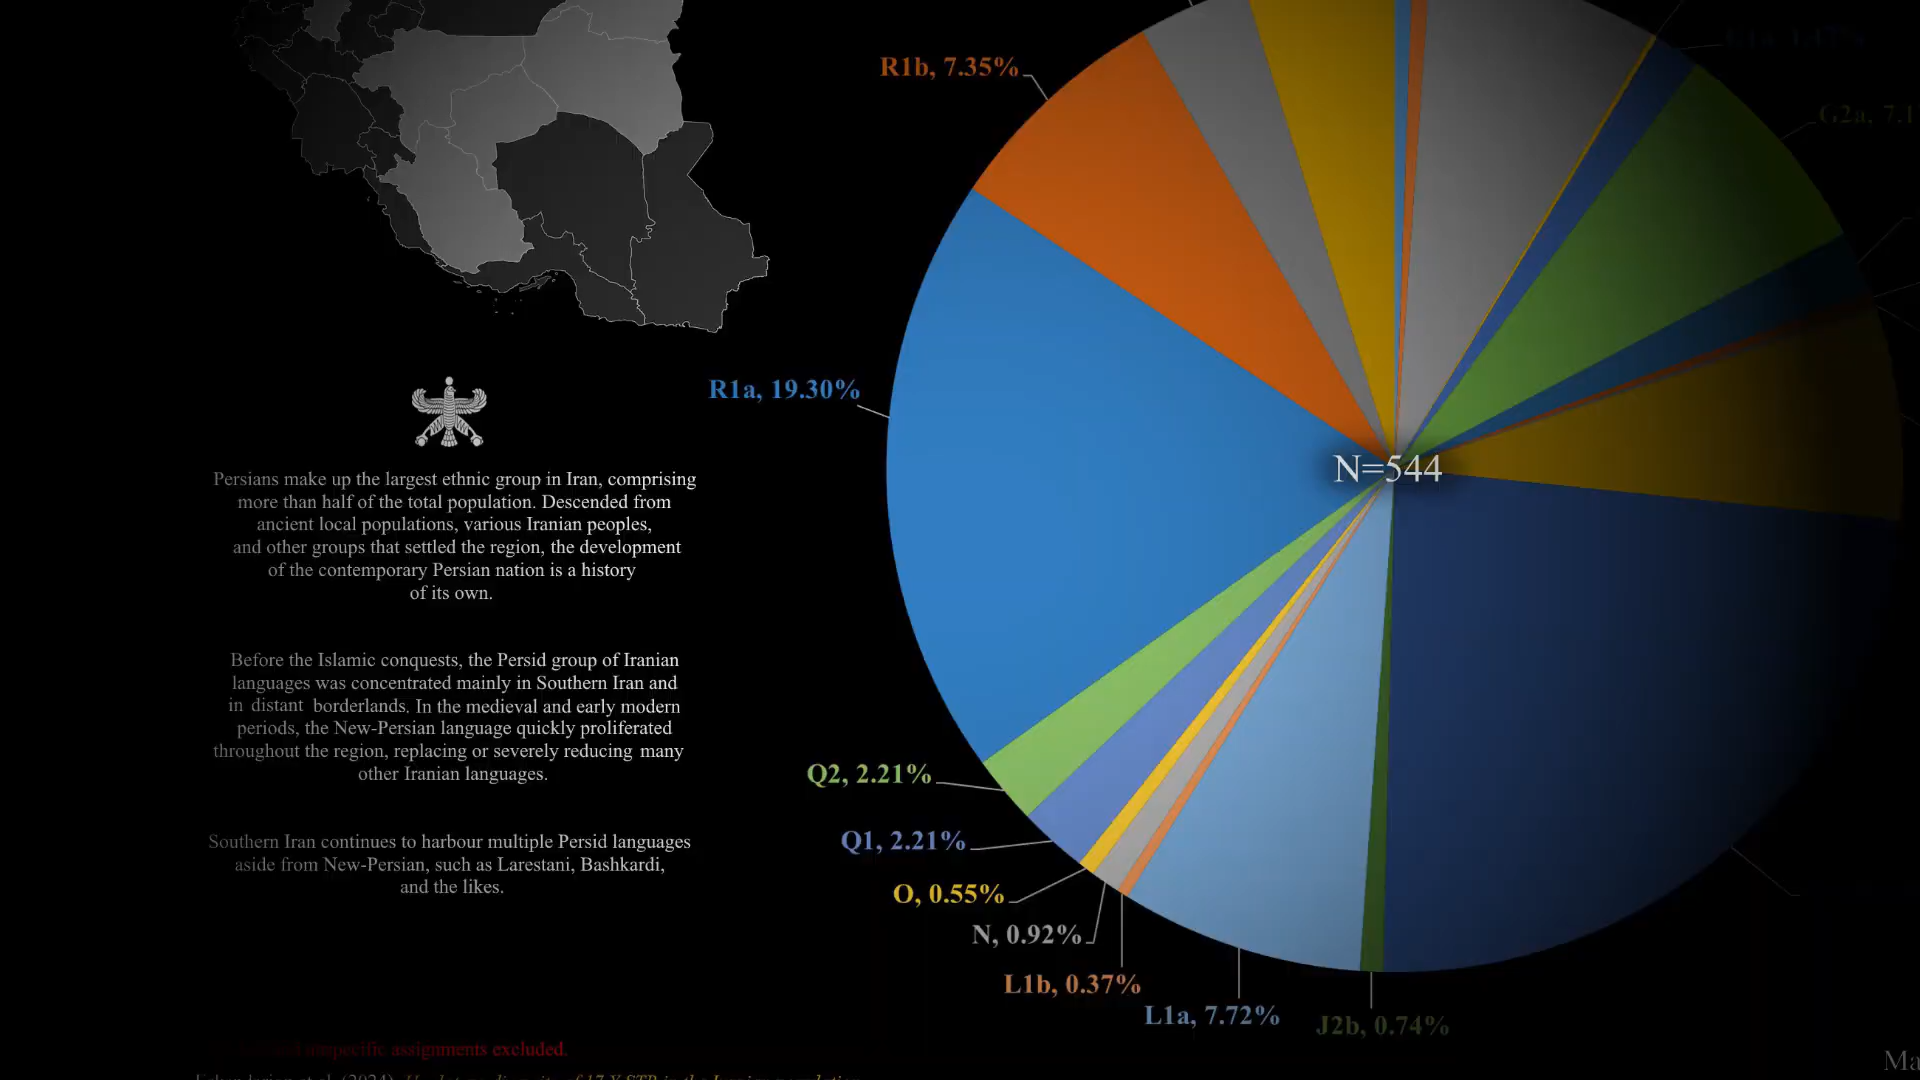 R1b, 7.35%
G2a, 7.1
R1a, 19.30%
N=544
Persians make up the largest ethnic group in Iran, comprising
more than half of the total population. Descended from
ancient local populations, various Iranian peoples,
and other groups that settled the region, the development
of the contemporary Persian nation is a history
of its own.
Before the Islamic conquests, the Persid group of Iranian
languages was concentrated mainly in Southern Iran and
in distant borderlands. In the medieval and early modern
periods, the New-Persian language quickly proliferated
throughout the region, replacing or severely reducing many
other Iranian languages.
Southern Iran continues to harbour multiple Persid languages
aside from New-Persian, such as Larestani, Bashkardi,
and the likes.
Q2, 2.21%
Q1, 2.21%
O, 0.55%
N, 0.92%
L1b, 0.37%
L1a, 7.72%
J2b, 0.74%
assignments excluded.
Ma